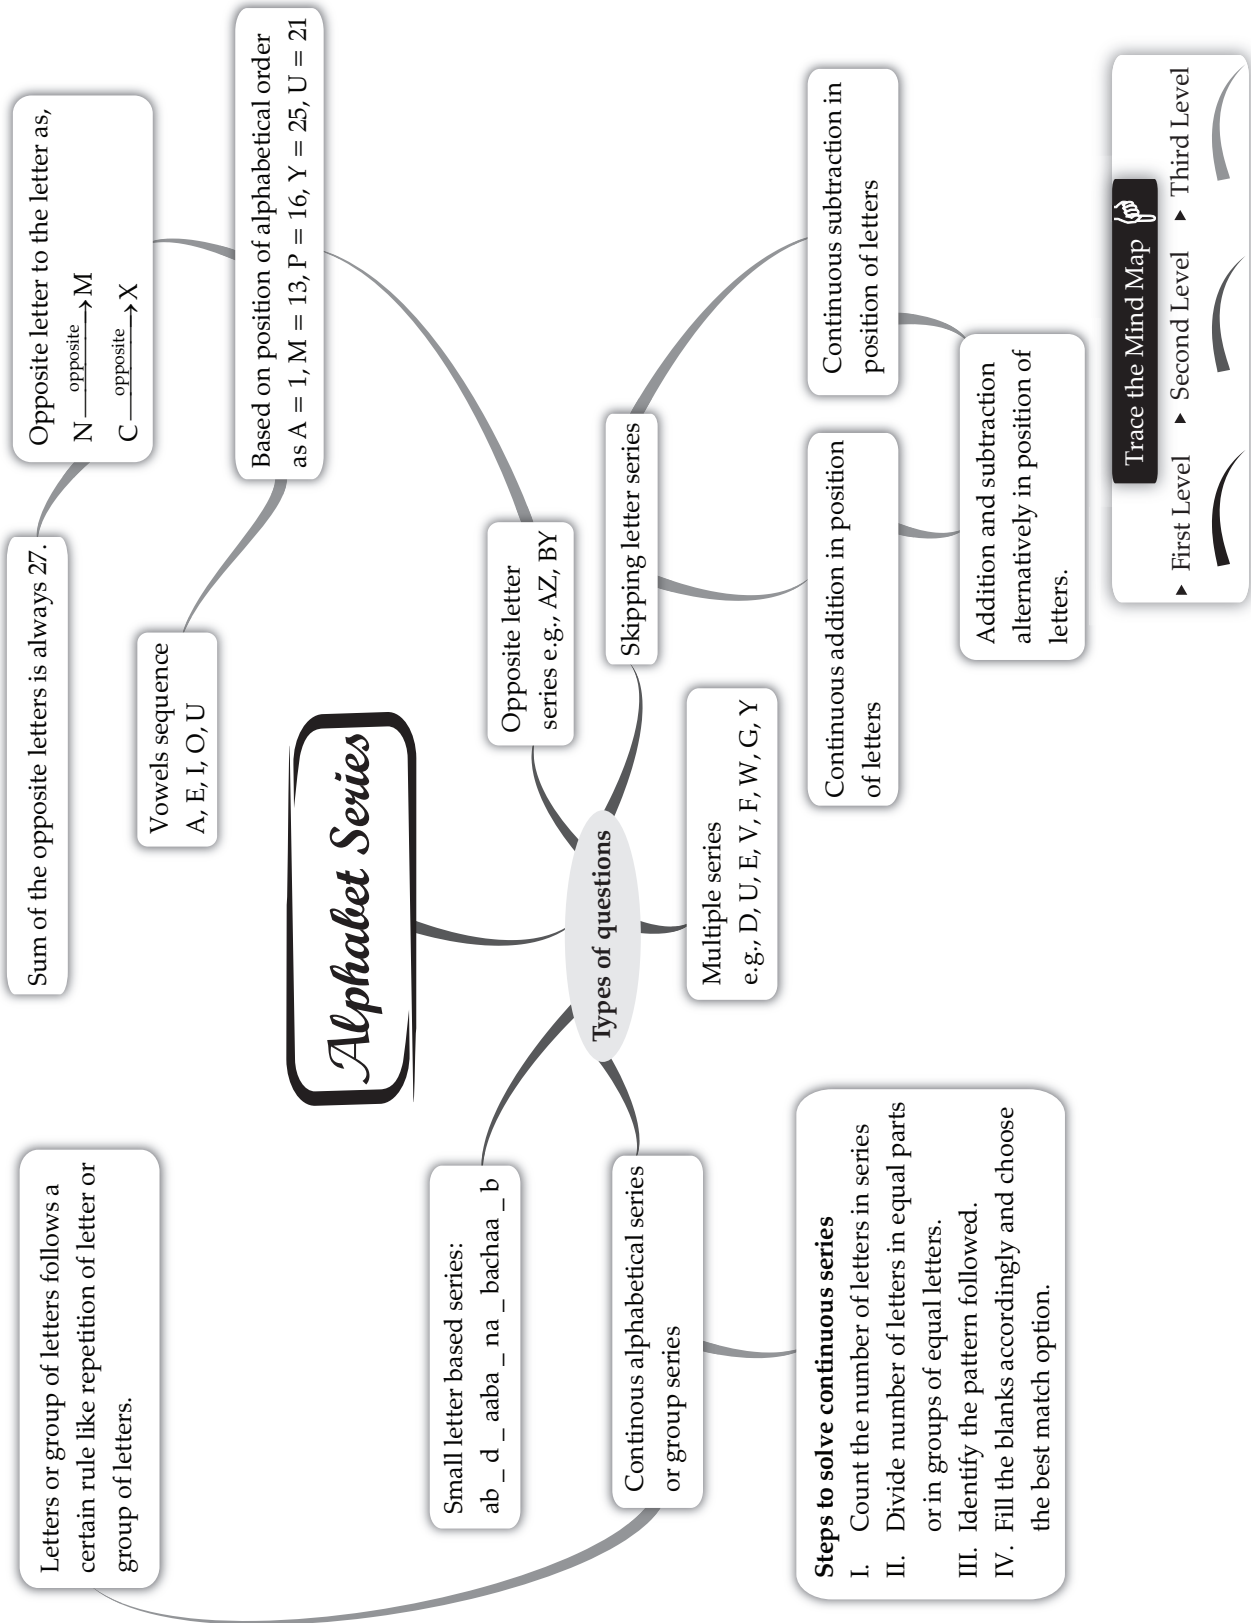 Alphabet Series
Types of questions
Letters or group of letters follows a
certain rule like repetition of letter or
group of letters.
Small letter based series:
ab _ d _ aaba _ na _ bachaa _ b
Continous alphabetical series
or group series
Steps to solve continuous series
I. Count the number of letters in series
II. Divide number of letters in equal parts
or in groups of equal letters.
III. Identify the pattern followed.
IV. Fill the blanks accordingly and choose
the best match option.
Multiple series
e.g., D, U, E, V, F, W, G, Y
Opposite letter
series e.g., AZ, BY
Based on position of alphabetical order
as A = 1, M = 13, P = 16, Y = 25, U = 21
Vowels sequence
A, E, I, O, U
Opposite letter to the letter as,
N opposite→M
C opposite→X
Sum of the opposite letters is always 27.
Skipping letter series
Continuous addition in position
of letters
Continuous subtraction in
position of letters
Addition and subtraction
alternatively in position of
letters.
Trace the Mind Map
▸ First Level ▸ Second Level ▸ Third Level